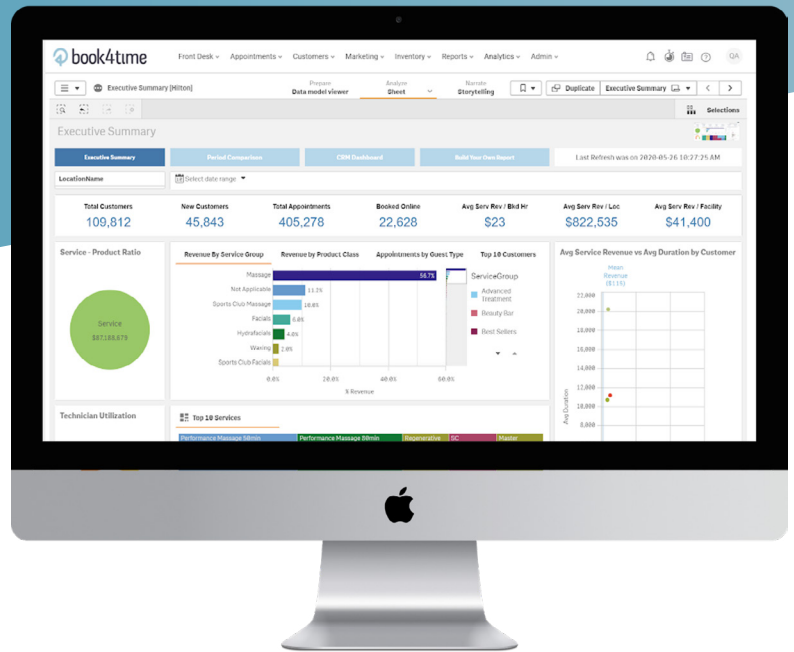 book4time
Front Desk Appointments Customers Marketing Inventory Reports Analytics Admin
QA
Executive Summary [Hilton]
Prepare
Data model viewer
Analyze
Sheet
Narrate
Storytelling
Duplicate
Executive Summary
Selections
Executive Summary
Executive Summary
Period Comparison
CRM Dashboard
Build Your Own Report
Last Refresh was on 2020-05-26 10:27:25 AM
LocationName
Select date range
Total Customers
109,812
New Customers
45,843
Total Appointments
405,278
Booked Online
22,628
Avg Serv Rev / Bkd Hr
$23
Avg Serv Rev / Loc
$822,535
Avg Serv Rev / Facility
$41,400
Service - Product Ratio
Service
$87,188,679
Revenue By Service Group
Revenue by Product Class
Appointments by Guest Type
Top 10 Customers
Massage 56.7%
Not Applicable 11.2%
Sports Club Massage 10.0%
Facials 6.0%
Hydrafacials 4.0%
Waxing 2.0%
Sports Club Facials
0.0% 20.0% 40.0% 60.0%
% Revenue
ServiceGroup
Advanced
Treatment
Beauty Bar
Best Sellers
Avg Service Revenue vs Avg Duration by Customer
Mean
Revenue
($115)
22,000
20,000
18,000
16,000
14,000
12,000
10,000
8,000
Avg Duration
Technician Utilization
Top 10 Services
Performance Massage 50min
Performance Massage 80min
Regenerative
SC
Master